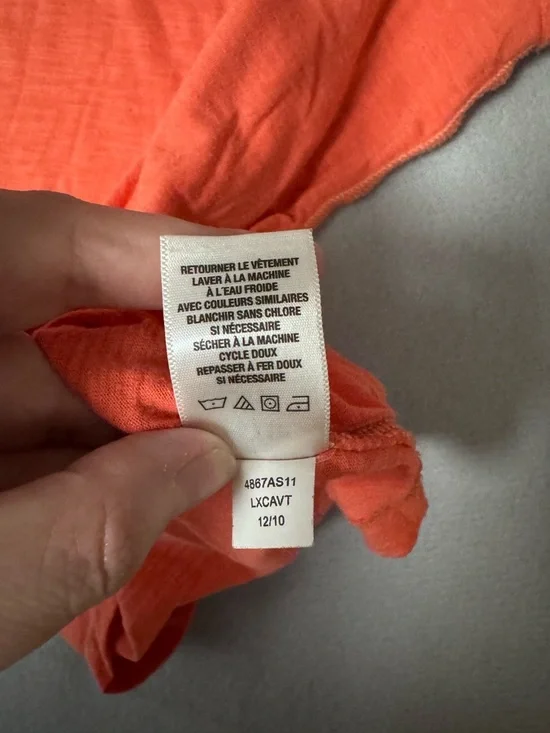 RETOURNER LE VÊTEMENT
LAVER À LA MACHINE
À L'EAU FROIDE
AVEC COULEURS SIMILAIRES
BLANCHIR SANS CHLORE
SI NÉCESSAIRE
SÉCHER À LA MACHINE
CYCLE DOUX
REPASSER À FER DOUX
SI NÉCESSAIRE
4867AS11
LXCAVT
12/10